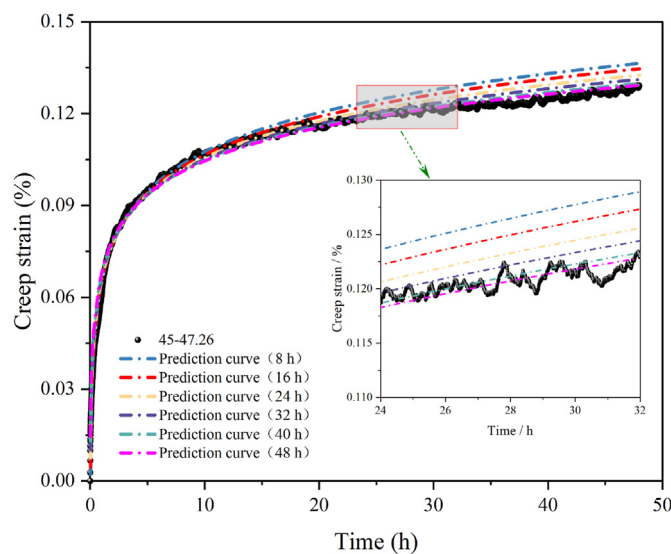 0.15
0.12
0.09
0.06
0.03
0.00
Creep strain (%)
0
10
20
30
40
50
Time (h)
45-47.26
Prediction curve（8 h）
Prediction curve（16 h）
Prediction curve（24 h）
Prediction curve（32 h）
Prediction curve（40 h）
Prediction curve（48 h）
0.130
0.125
0.120
0.115
0.110
Creep strain / %
24
26
28
30
32
Time / h